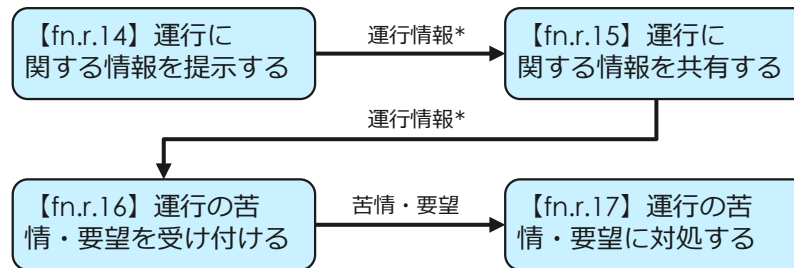 【fn.r.14】運行に
関する情報を提示する
運行情報*
【fn.r.15】運行に
関する情報を共有する
運行情報*
【fn.r.16】運行の苦
情・要望を受け付ける
苦情・要望
【fn.r.17】運行の苦
情・要望に対処する